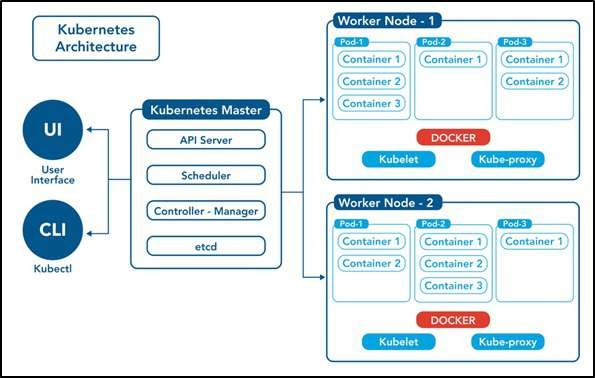 Kubernetes
Architecture
UI
User
Interface
CLI
Kubectl
Kubernetes Master
API Server
Scheduler
Controller - Manager
etcd
Worker Node - 1
Pod-1
Container 1
Container 2
Container 3
Pod-2
Container 1
Pod-3
Container 1
Container 2
DOCKER
Kubelet
Kube-proxy
Worker Node - 2
Pod-1
Container 1
Container 2
Pod-2
Container 1
Container 2
Container 3
Pod-3
Container 1
DOCKER
Kubelet
Kube-proxy